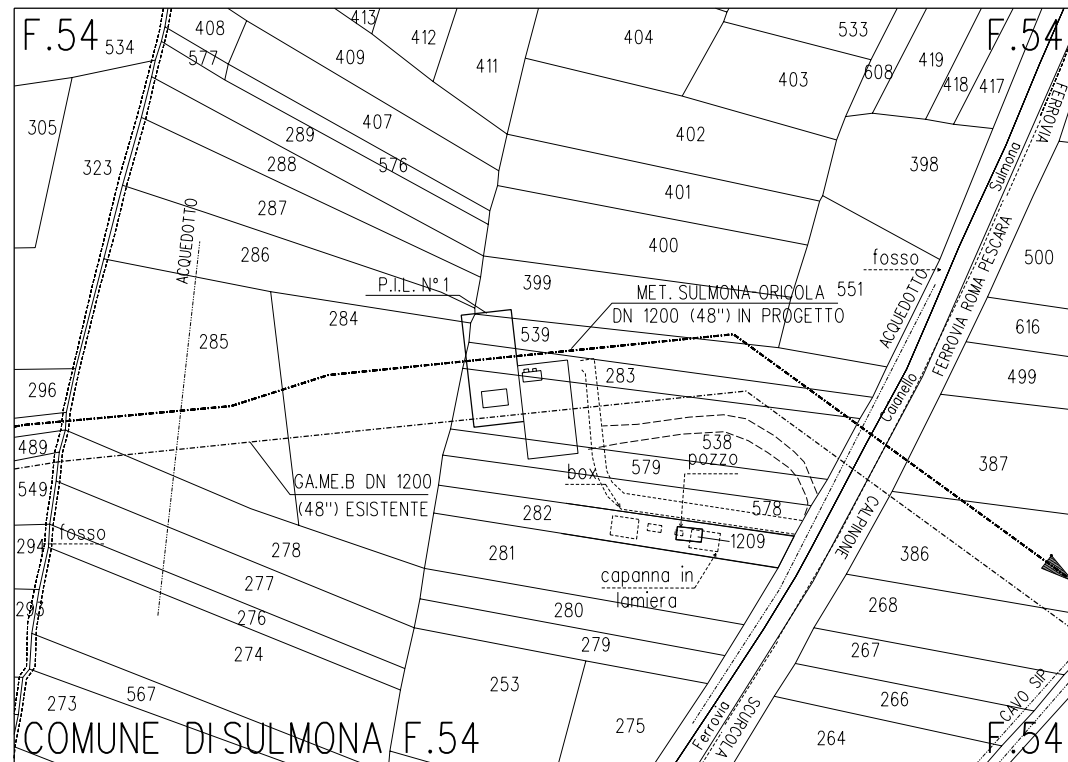 F.54
534
408
577
413
412
409
411
404
403
533
F.54
608
419
418
417
305
323
407
289
288
576
402
401
398
FERROVIA
Sulmona
ACQUEDOTTO
287
286
400
399
fosso
551
500
P.I.L. N° 1
MET. SULMONA-ORICOLA
DN 1200 (48") IN PROGETTO
285
284
539
283
ACQUEDOTTO
FERROVIA ROMA PESCARA
616
499
Caianello
296
489
549
538
579
pozzo
box
387
GA.ME.B DN 1200
(48") ESISTENTE
578
282
1209
CALPINONE
294
fosso
278
281
386
277
capanna in
lamiera
293
276
280
268
274
279
267
253
266
CAVO SIP
273
567
275
Ferrovia
SCURCOLA
264
COMUNE DI SULMONA F.54
F.54